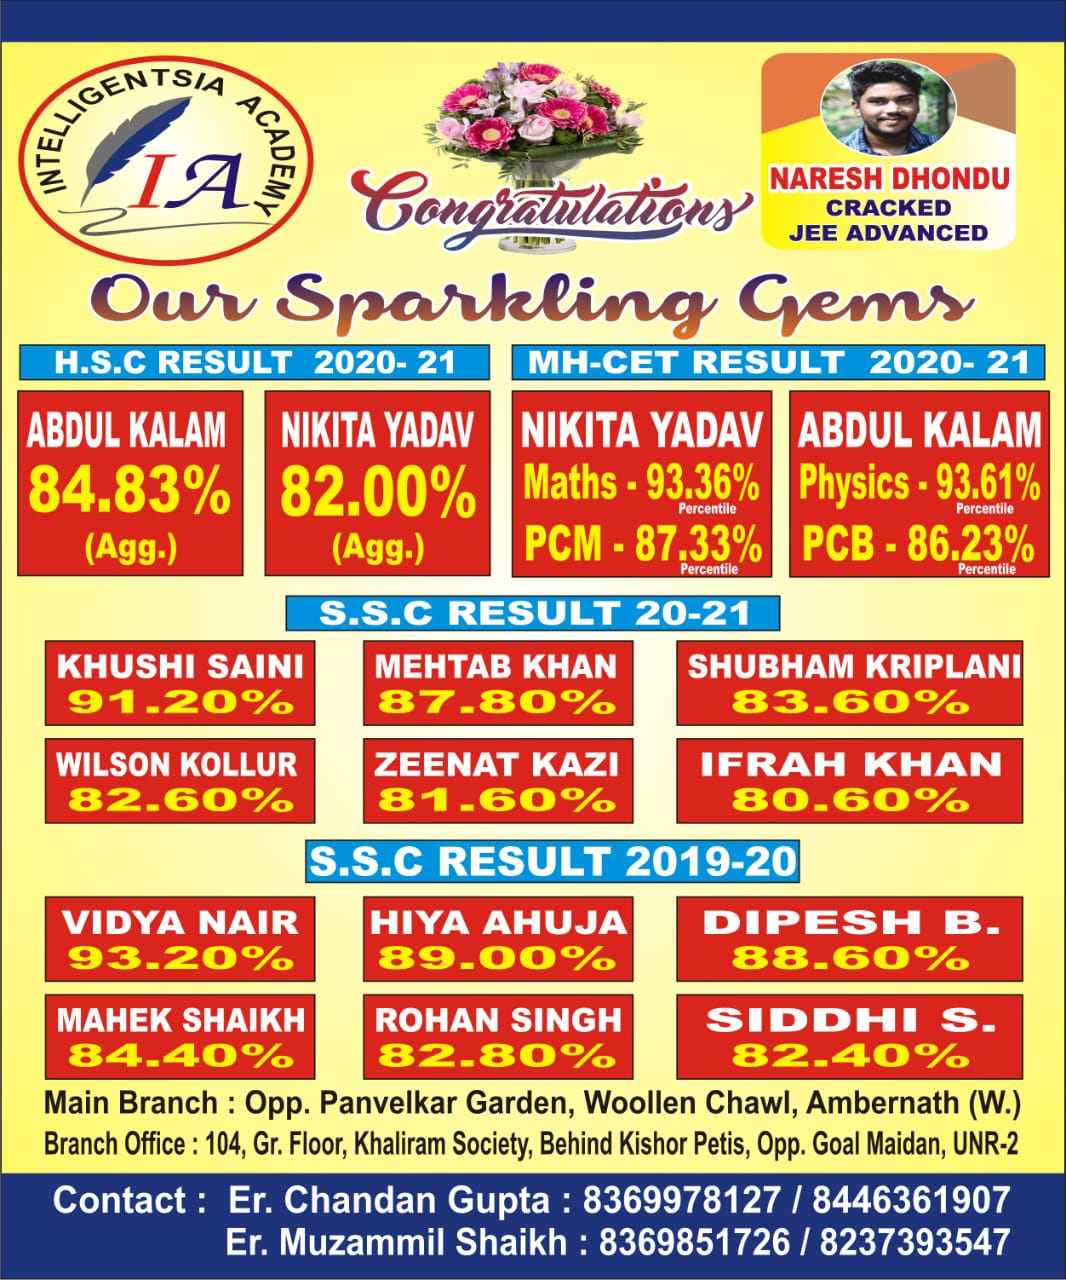 INTELLIGENTSIA ACADEMY
IA
Congratulations
NARESH DHONDU
CRACKED
JEE ADVANCED
Our Sparkling Gems
H.S.C RESULT 2020- 21
ABDUL KALAM
84.83%
(Agg.)
NIKITA YADAV
82.00%
(Agg.)
MH-CET RESULT 2020- 21
NIKITA YADAV
Maths - 93.36%
Percentile
PCM - 87.33%
Percentile
ABDUL KALAM
Physics - 93.61%
Percentile
PCB - 86.23%
Percentile
S.S.C RESULT 20-21
KHUSHI SAINI
91.20%
MEHTAB KHAN
87.80%
SHUBHAM KRIPLANI
83.60%
WILSON KOLLUR
82.60%
ZEENAT KAZI
81.60%
IFRAH KHAN
80.60%
S.S.C RESULT 2019-20
VIDYA NAIR
93.20%
HIYA AHUJA
89.00%
DIPESH B.
88.60%
MAHEK SHAIKH
84.40%
ROHAN SINGH
82.80%
SIDDHI S.
82.40%
Main Branch : Opp. Panvelkar Garden, Woollen Chawl, Ambernath (W.)
Branch Office : 104, Gr. Floor, Khaliram Society, Behind Kishor Petis, Opp. Goal Maidan, UNR-2
Contact : Er. Chandan Gupta : 8369978127 / 8446361907
Er. Muzammil Shaikh : 8369851726 / 8237393547